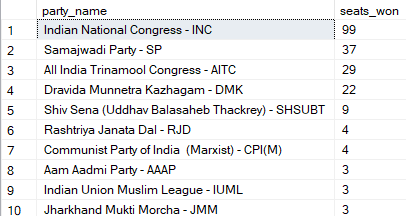 party_name seats_won
1 Indian National Congress - INC 99
2 Samajwadi Party - SP 37
3 All India Trinamool Congress - AITC 29
4 Dravida Munnetra Kazhagam - DMK 22
5 Shiv Sena (Uddhav Balasaheb Thackrey) - SHSUBT 9
6 Rashtriya Janata Dal - RJD 4
7 Communist Party of India  (Marxist) - CPI(M) 4
8 Aam Aadmi Party - AAAP 3
9 Indian Union Muslim League - IUML 3
10 Jharkhand Mukti Morcha - JMM 3